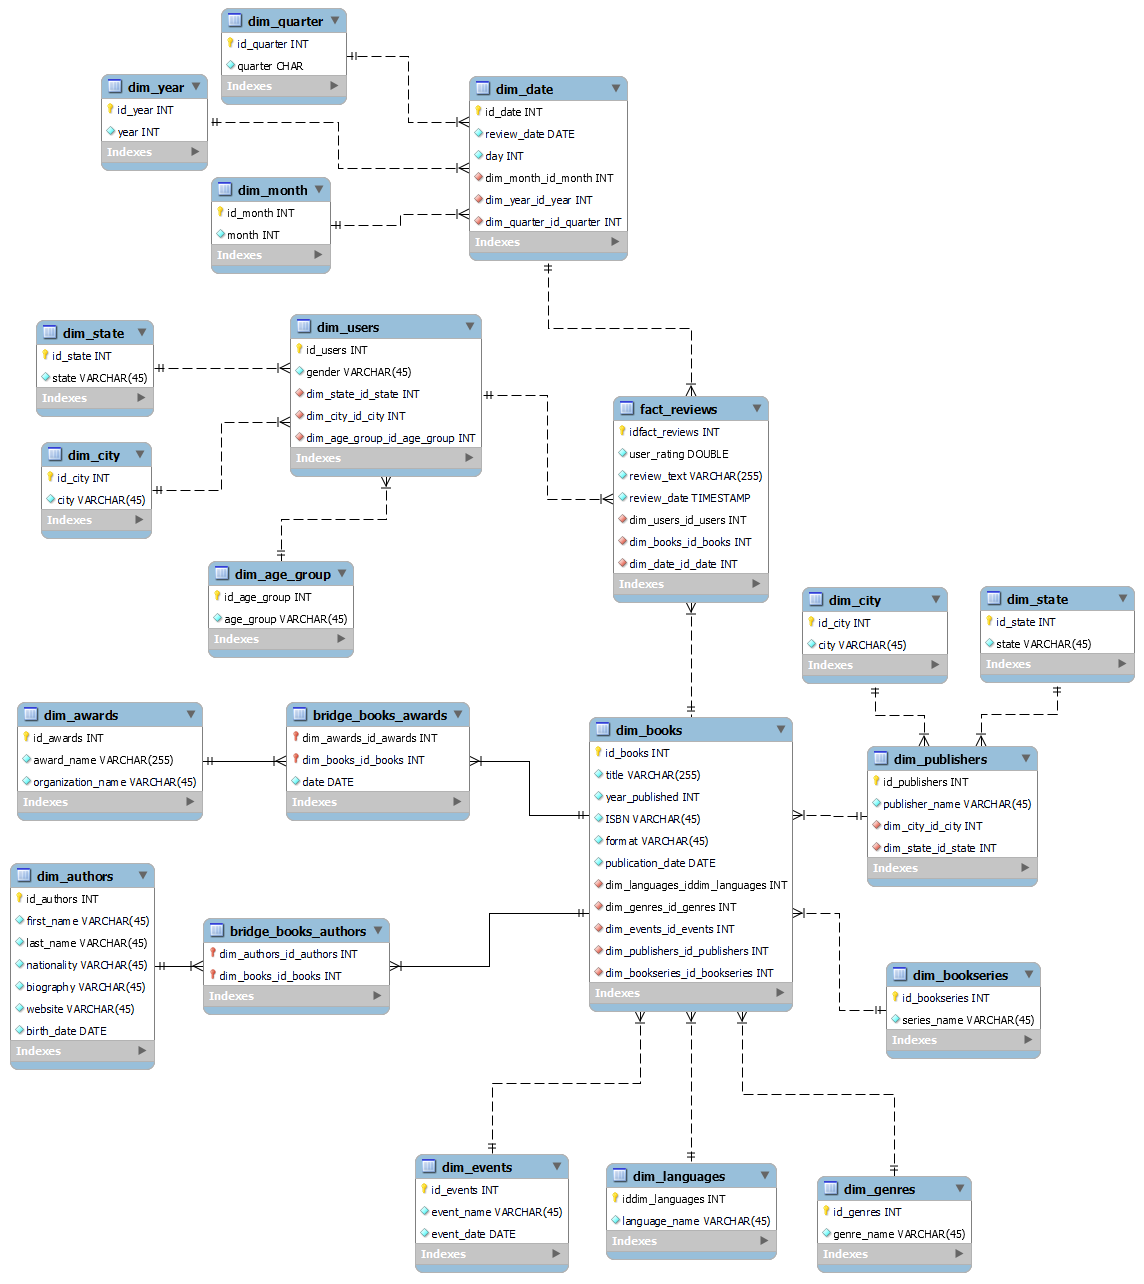 dim_quarter
id_quarter INT
quarter CHAR
Indexes
dim_year
id_year INT
year INT
Indexes
dim_month
id_month INT
month INT
Indexes
dim_date
id_date INT
review_date DATE
day INT
dim_month_id_month INT
dim_year_id_year INT
dim_quarter_id_quarter INT
Indexes
dim_state
id_state INT
state VARCHAR(45)
Indexes
dim_city
id_city INT
city VARCHAR(45)
Indexes
dim_users
id_users INT
gender VARCHAR(45)
dim_state_id_state INT
dim_city_id_city INT
dim_age_group_id_age_group INT
Indexes
dim_age_group
id_age_group INT
age_group VARCHAR(45)
Indexes
fact_reviews
idfact_reviews INT
user_rating DOUBLE
review_text VARCHAR(255)
review_date TIMESTAMP
dim_users_id_users INT
dim_books_id_books INT
dim_date_id_date INT
Indexes
dim_city
id_city INT
city VARCHAR(45)
Indexes
dim_state
id_state INT
state VARCHAR(45)
Indexes
dim_awards
id_awards INT
award_name VARCHAR(255)
organization_name VARCHAR(45)
Indexes
bridge_books_awards
dim_awards_id_awards INT
dim_books_id_books INT
date DATE
Indexes
dim_books
id_books INT
title VARCHAR(255)
year_published INT
ISBN VARCHAR(45)
format VARCHAR(45)
publication_date DATE
dim_languages_iddim_languages INT
dim_genres_id_genres INT
dim_events_id_events INT
dim_publishers_id_publishers INT
dim_bookseries_id_bookseries INT
Indexes
dim_publishers
id_publishers INT
publisher_name VARCHAR(45)
dim_city_id_city INT
dim_state_id_state INT
Indexes
dim_authors
id_authors INT
first_name VARCHAR(45)
last_name VARCHAR(45)
nationality VARCHAR(45)
biography VARCHAR(45)
website VARCHAR(45)
birth_date DATE
Indexes
bridge_books_authors
dim_authors_id_authors INT
dim_books_id_books INT
Indexes
dim_bookseries
id_bookseries INT
series_name VARCHAR(45)
Indexes
dim_events
id_events INT
event_name VARCHAR(45)
event_date DATE
Indexes
dim_languages
iddim_languages INT
language_name VARCHAR(45)
Indexes
dim_genres
id_genres INT
genre_name VARCHAR(45)
Indexes